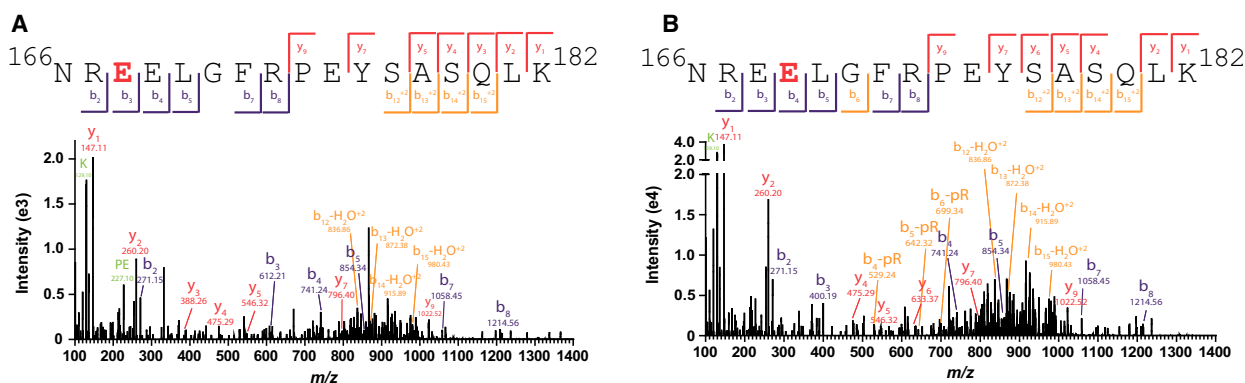 A
y9 y7 y5 y4 y3 y2 y1
166 N R E E L G F R P E Y S A S Q L K 182
b2 b3 b4 b5 b7 b8 b12+2 b13+2 b14+2 b15+2
Intensity (e3)
2.0
1.5
1.0
0.5
0
K
y1
147.11
PE
227.10
y2
260.20
b2
271.15
y3
388.26
y4
475.29
y5
546.32
b3
612.21
b4
741.24
y7
796.40
b12-H2O+2
836.86
b5
854.34
b13-H2O+2
872.38
b14-H2O+2
915.89
b15-H2O+2
980.43
y9
1022.52
b7
1058.45
b8
1214.56
100 200 300 400 500 600 700 800 900 1000 1100 1200 1300 1400
m/z
B
y9 y7 y6 y5 y4 y2 y1
166 N R E E L G F R P E Y S A S Q L K 182
b2 b3 b4 b5 b6 b7 b8 b12+2 b13+2 b14+2 b15+2
Intensity (e4)
4.0
2.0
2.0
1.5
1.0
0.5
0
K
y1
147.11
y2
260.20
b2
271.15
b3
400.19
y4
475.29
b4-pR
529.24
y5
546.32
y6
633.37
b5-pR
642.32
b6-pR
699.34
b4
741.24
y7
796.40
b12-H2O+2
836.86
b5
854.34
b13-H2O+2
872.38
b14-H2O+2
915.89
b15-H2O+2
980.43
y9
1022.52
b7
1058.45
b8
1214.56
100 200 300 400 500 600 700 800 900 1000 1100 1200 1300 1400
m/z